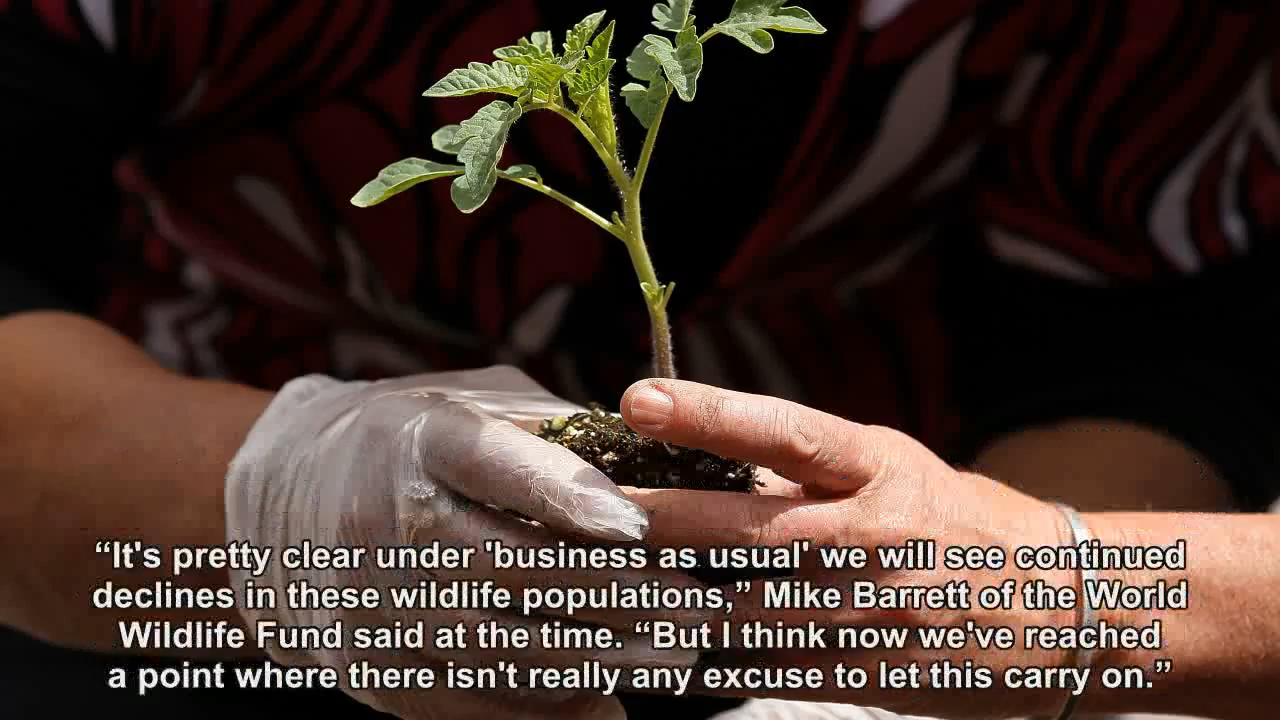 “It's pretty clear under 'business as usual' we will see continued
declines in these wildlife populations,” Mike Barrett of the World
Wildlife Fund said at the time. “But I think now we've reached
a point where there isn't really any excuse to let this carry on.”